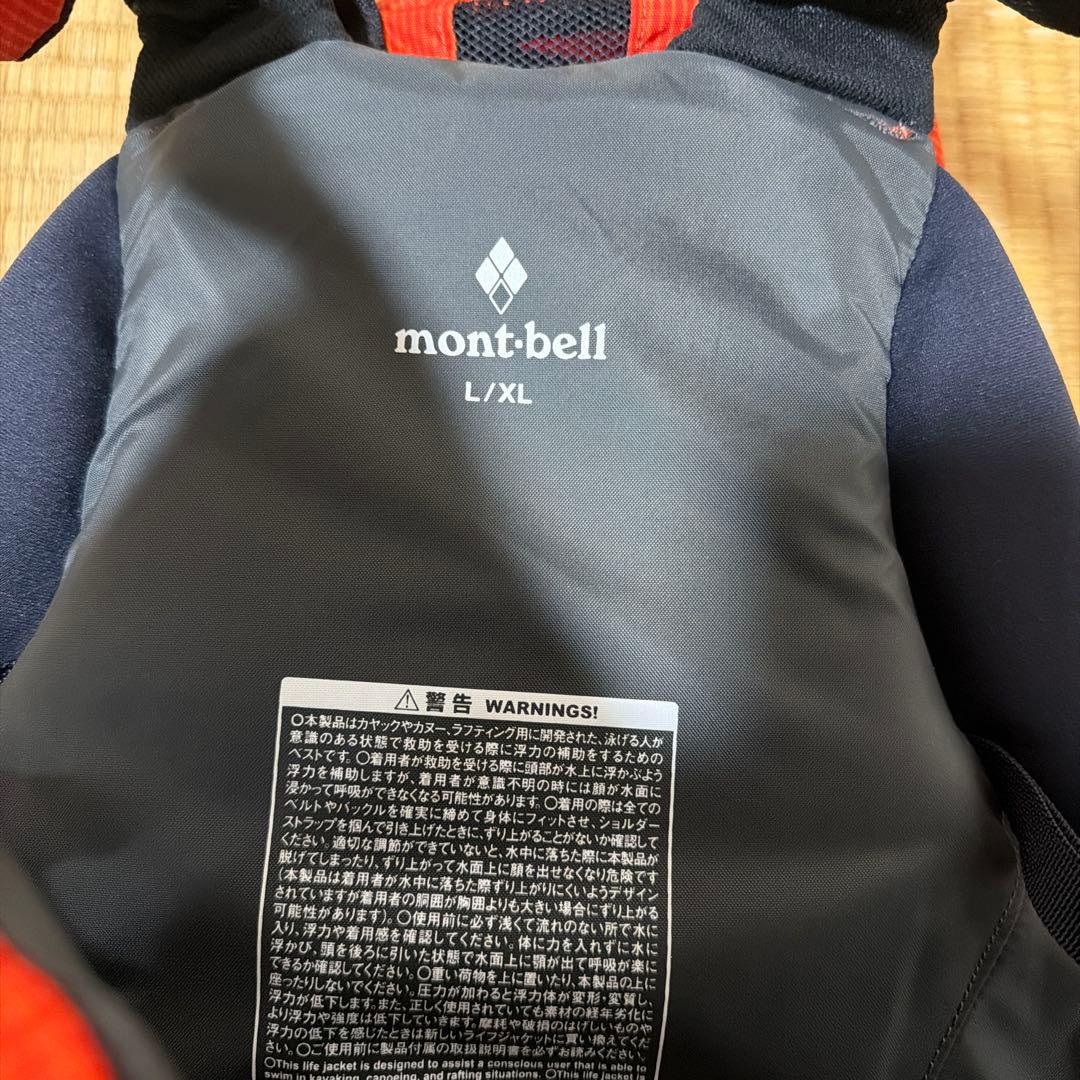 mont·bell
L/XL
⚠ 警告 WARNINGS!
○本製品はカヤックやカヌー、ラフティング用に開発された、泳げる人が
意識のある状態で救助を受ける際に浮力の補助をするための
ベストです。○着用者が救助を受ける際に頭部が水上に浮かぶよう
浮力を補助しますが、着用者が意識不明の時には顔が水面に
浸かって呼吸ができなくなる可能性があります。○着用の際は全ての
ベルトやバックルを確実に締めて身体にフィットさせ、ショルダー
ストラップを掴んで引き上げたときに、ずり上がることがないか確認して
ください。適切な調節ができていないと、水中に落ちた際に本製品が
脱げてしまったり、ずり上がって水面上に顔を出せなくなり危険です
(本製品は着用者が水中に落ちた際ずり上がりにくいようデザイン
されていますが着用者の胴囲が胸囲よりも大きい場合にずり上がる
可能性があります)。○使用前に必ず浅くて流れのない所で水に
入り、浮力や着用感を確認してください。体に力を入れずに水に
浮かび、頭を後ろに引いた状態で水面上に顎が出て呼吸が楽に
できるか確認してください。○重い荷物を上に置いたり、本製品の上に
座ったりしないでください。圧力が加わると浮力体が変形・変質し、
浮力が低下します。また、正しく使用されていても素材の経年劣化に
より浮力や強度は低下していきます。摩耗や破損のはげしいものや
浮力の低下を感じたときは新しいライフジャケットに買い換えてく
ださい。○ご使用前に製品付属の取扱説明書を必ずお読みください。
○This life jacket is designed to assist a conscious user that is able to
swim in kayaking, canoeing, and rafting situations. ○This life jacket is